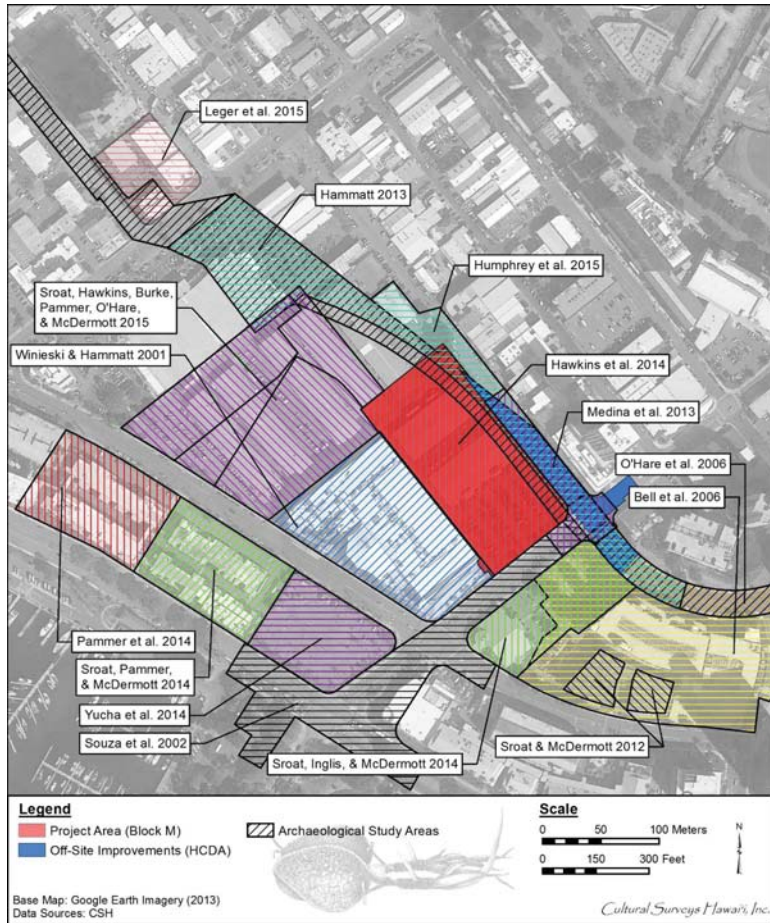 Leger et al. 2015
Hammatt 2013
Humphrey et al. 2015
Sroat, Hawkins, Burke,
Pammer, O'Hare,
& McDermott 2015
Winieski & Hammatt 2001
Hawkins et al. 2014
Medina et al. 2013
O'Hare et al. 2006
Bell et al. 2006
Pammer et al. 2014
Sroat, Pammer,
& McDermott 2014
Yucha et al. 2014
Souza et al. 2002
Sroat, Inglis, & McDermott 2014
Sroat & McDermott 2012
Legend
Project Area (Block M)
Off-Site Improvements (HCDA)
Archaeological Study Areas
Scale
0 50 100 Meters
0 150 300 Feet
N
Base Map: Google Earth Imagery (2013)
Data Sources: CSH
Cultural Surveys Hawai'i, Inc.